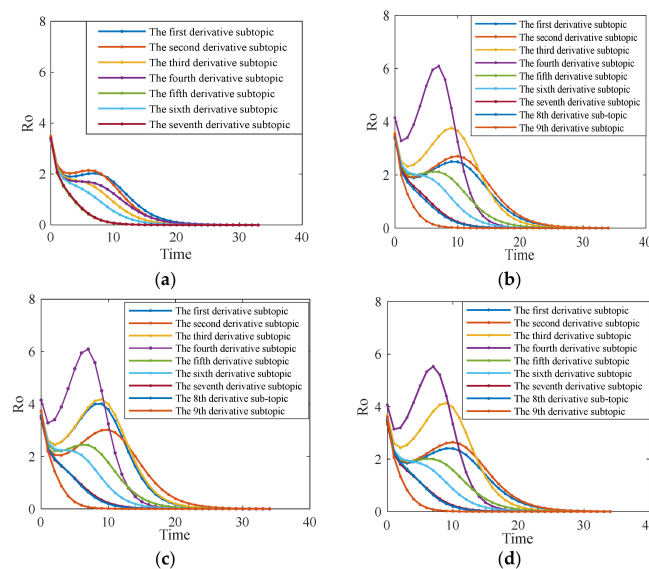 8
6
4
2
0
Ro
0
10
20
30
40
Time
The first derivative subtopic
The second derivative subtopic
The third derivative subtopic
The fourth derivative subtopic
The fifth derivative subtopic
The sixth derivative subtopic
The seventh derivative subtopic
(a)
8
6
4
2
0
Ro
0
10
20
30
40
Time
The first derivative subtopic
The second derivative subtopic
The third derivative subtopic
The fourth derivative subtopic
The fifth derivative subtopic
The sixth derivative subtopic
The seventh derivative subtopic
The 8th derivative sub-topic
The 9th derivative subtopic
(b)
8
6
4
2
0
Ro
0
10
20
30
40
Time
The first derivative subtopic
The second derivative subtopic
The third derivative subtopic
The fourth derivative subtopic
The fifth derivative subtopic
The sixth derivative subtopic
The seventh derivative subtopic
The 8th derivative sub-topic
The 9th derivative subtopic
(c)
8
6
4
2
0
Ro
0
10
20
30
40
Time
The first derivative subtopic
The second derivative subtopic
The third derivative subtopic
The fourth derivative subtopic
The fifth derivative subtopic
The sixth derivative subtopic
The seventh derivative subtopic
The 8th derivative sub-topic
The 9th derivative subtopic
(d)